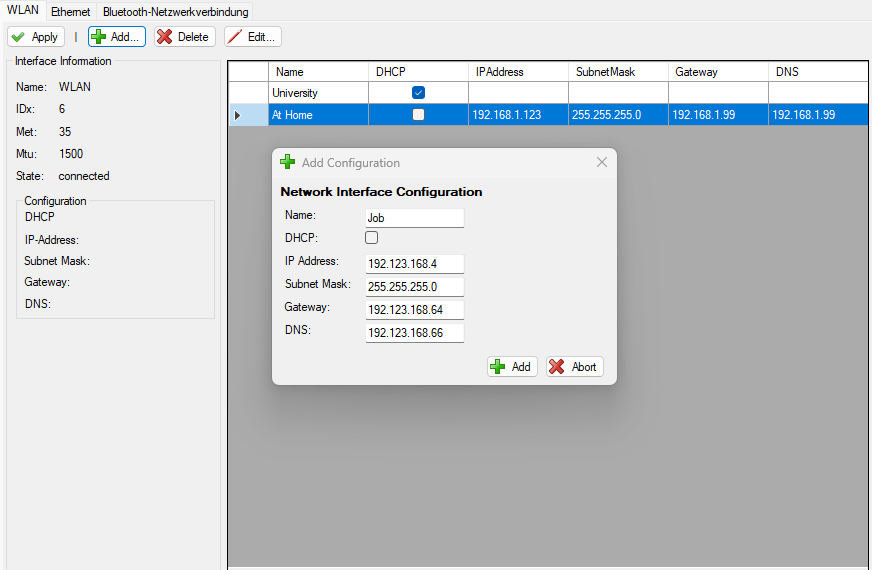 WLAN Ethernet Bluetooth-Netzwerkverbindung
Apply Add... Delete Edit...
Interface Information
Name: WLAN
IDx: 6
Met: 35
Mtu: 1500
State: connected
Configuration
DHCP
IP-Address:
Subnet Mask:
Gateway:
DNS:
Name DHCP IPAddress SubnetMask Gateway DNS
University
At Home 192.168.1.123 255.255.255.0 192.168.1.99 192.168.1.99
Add Configuration
Network Interface Configuration
Name: Job
DHCP:
IP Address: 192.123.168.4
Subnet Mask: 255.255.255.0
Gateway: 192.123.168.64
DNS: 192.123.168.66
Add Abort